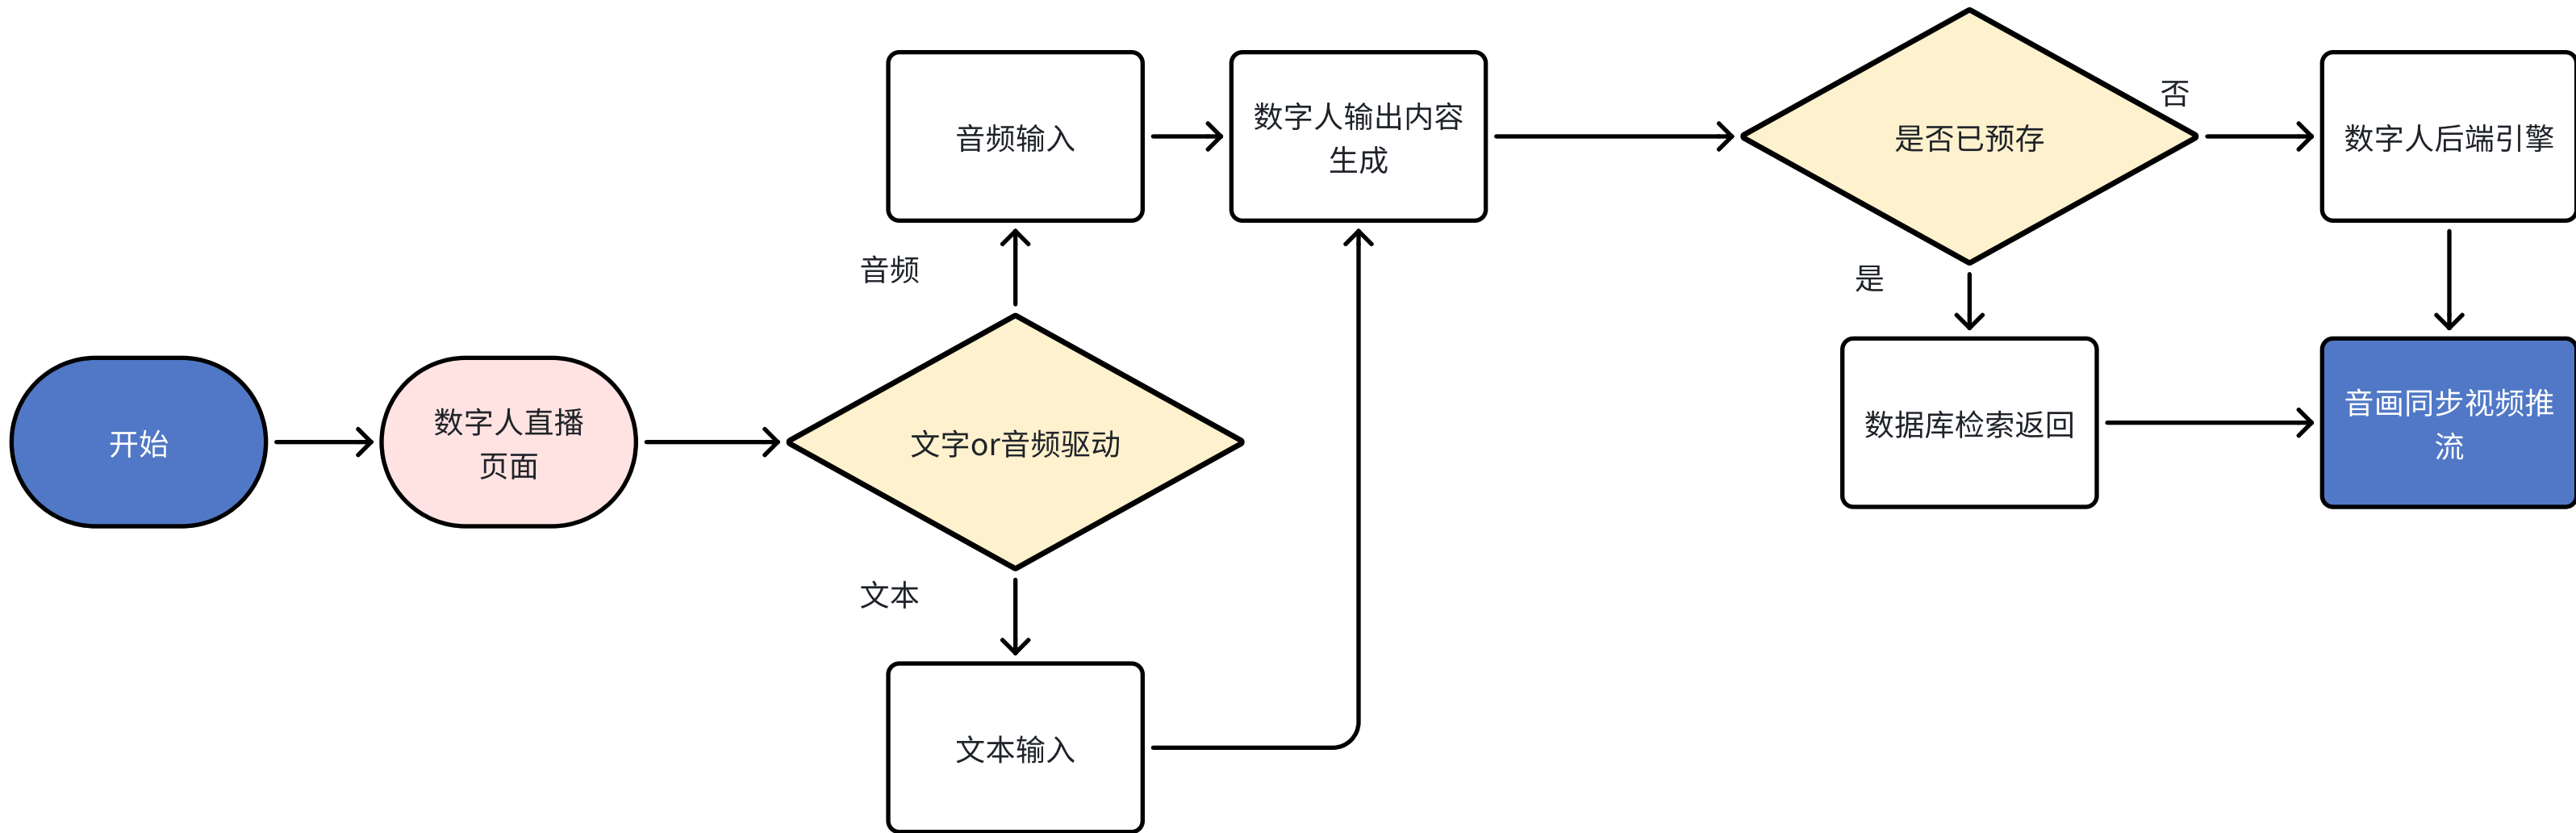 开始
数字人直播
页面
文字or音频驱动
音频
音频输入
文本
文本输入
数字人输出内容
生成
是否已预存
否
数字人后端引擎
是
数据库检索返回
音画同步视频推
流